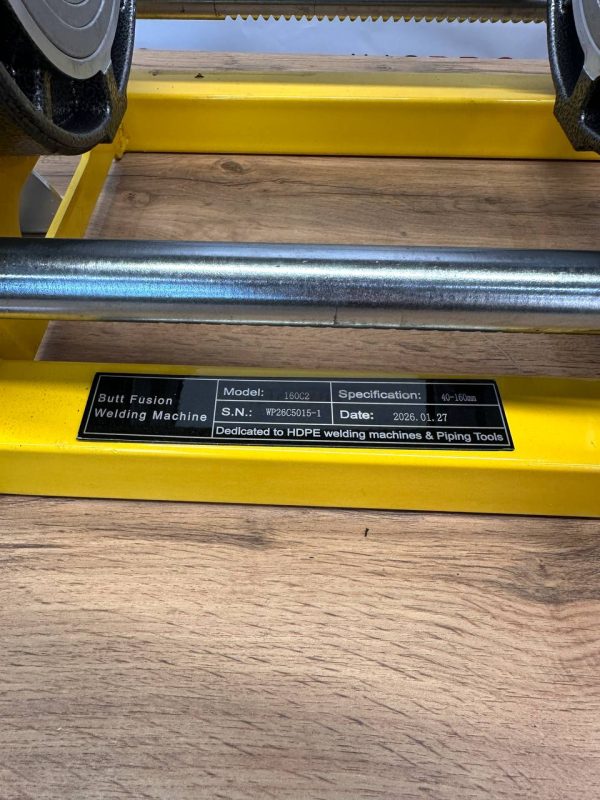 Butt Fusion
Welding Machine
Model: 160C2
Specification: 40-160mm
S.N.: WP26C5015-1
Date: 2026.01.27
Dedicated to HDPE welding machines & Piping Tools